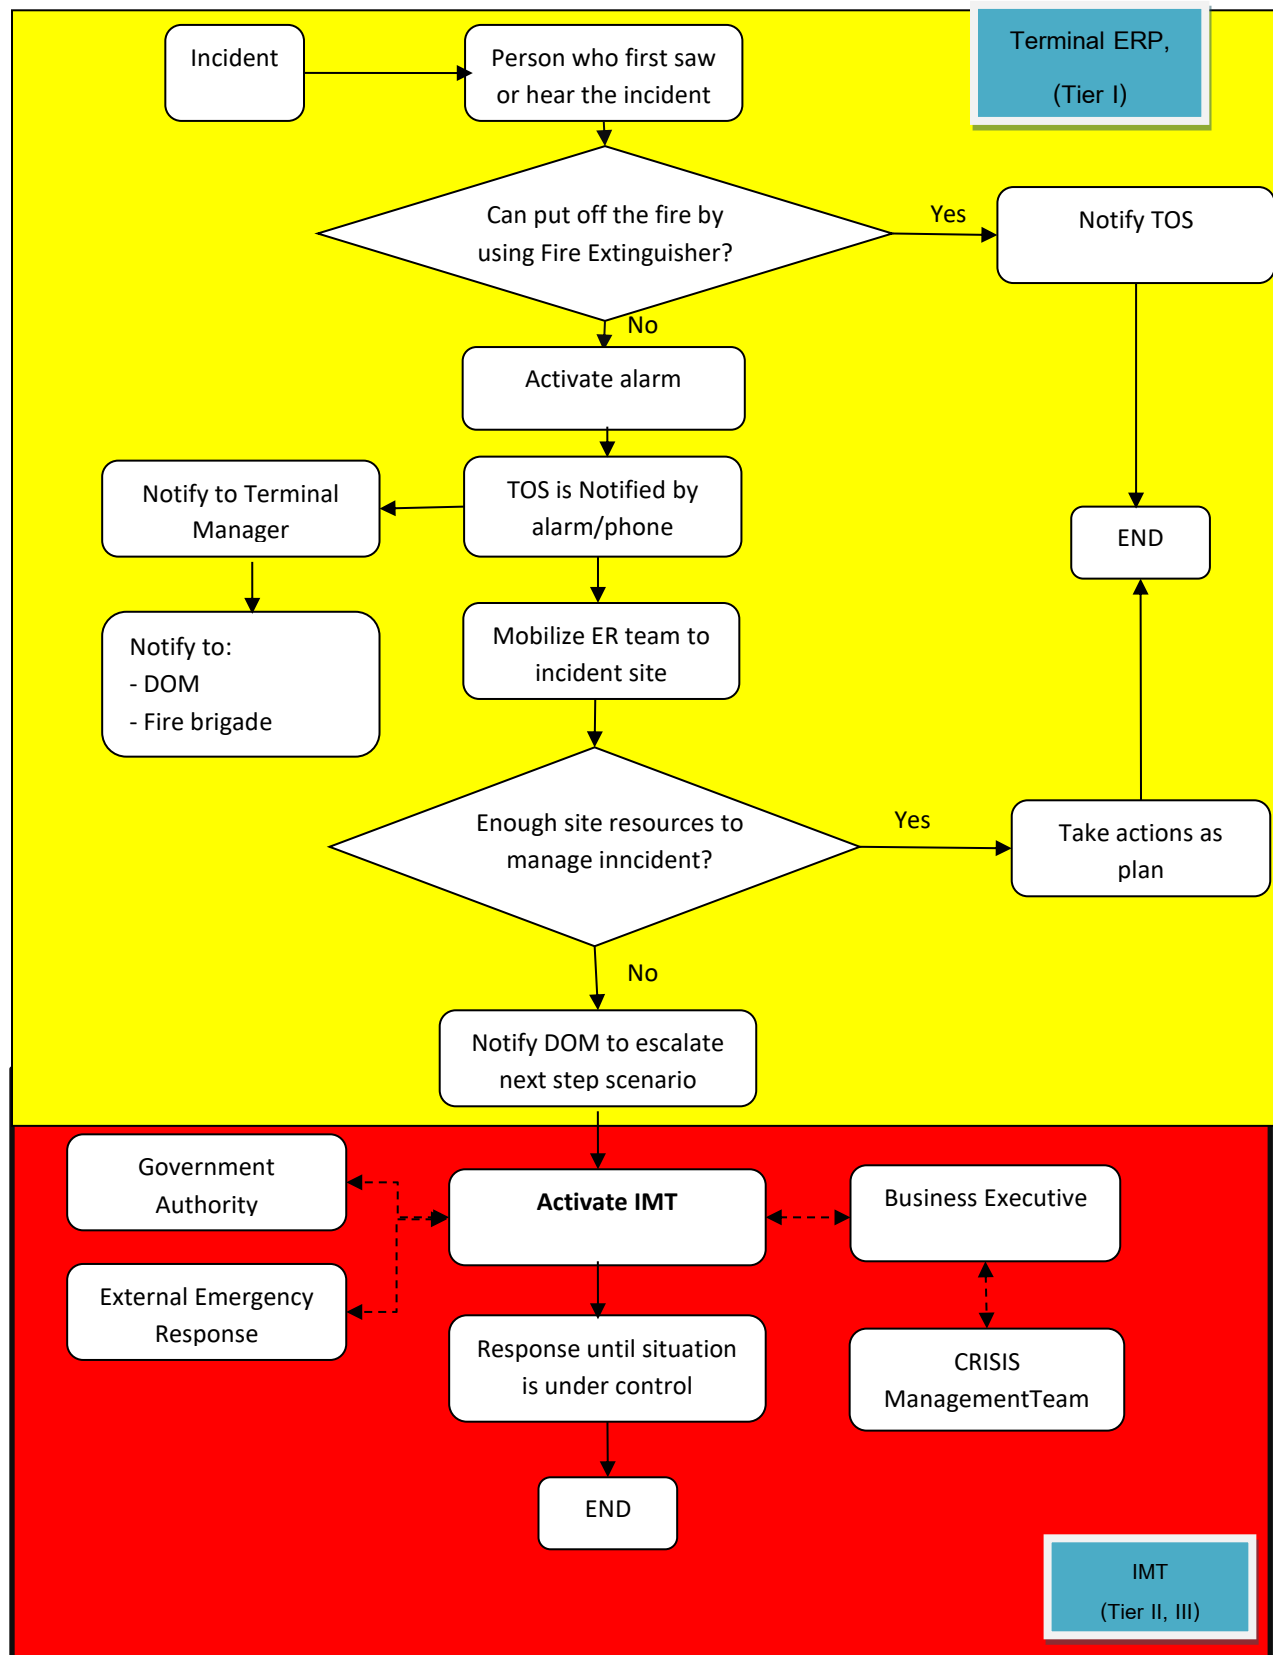 Incident
Person who first saw
or hear the incident
Terminal ERP,
(Tier I)
Can put off the fire by
using Fire Extinguisher?
Yes
Notify TOS
No
Activate alarm
Notify to Terminal
Manager
TOS is Notified by
alarm/phone
END
Notify to:
- DOM
- Fire brigade
Mobilize ER team to
incident site
Enough site resources to
manage inncident?
Yes
Take actions as
plan
No
Notify DOM to escalate
next step scenario
Government
Authority
Activate IMT
Business Executive
External Emergency
Response
Response until situation
is under control
CRISIS
ManagementTeam
END
IMT
(Tier II, III)